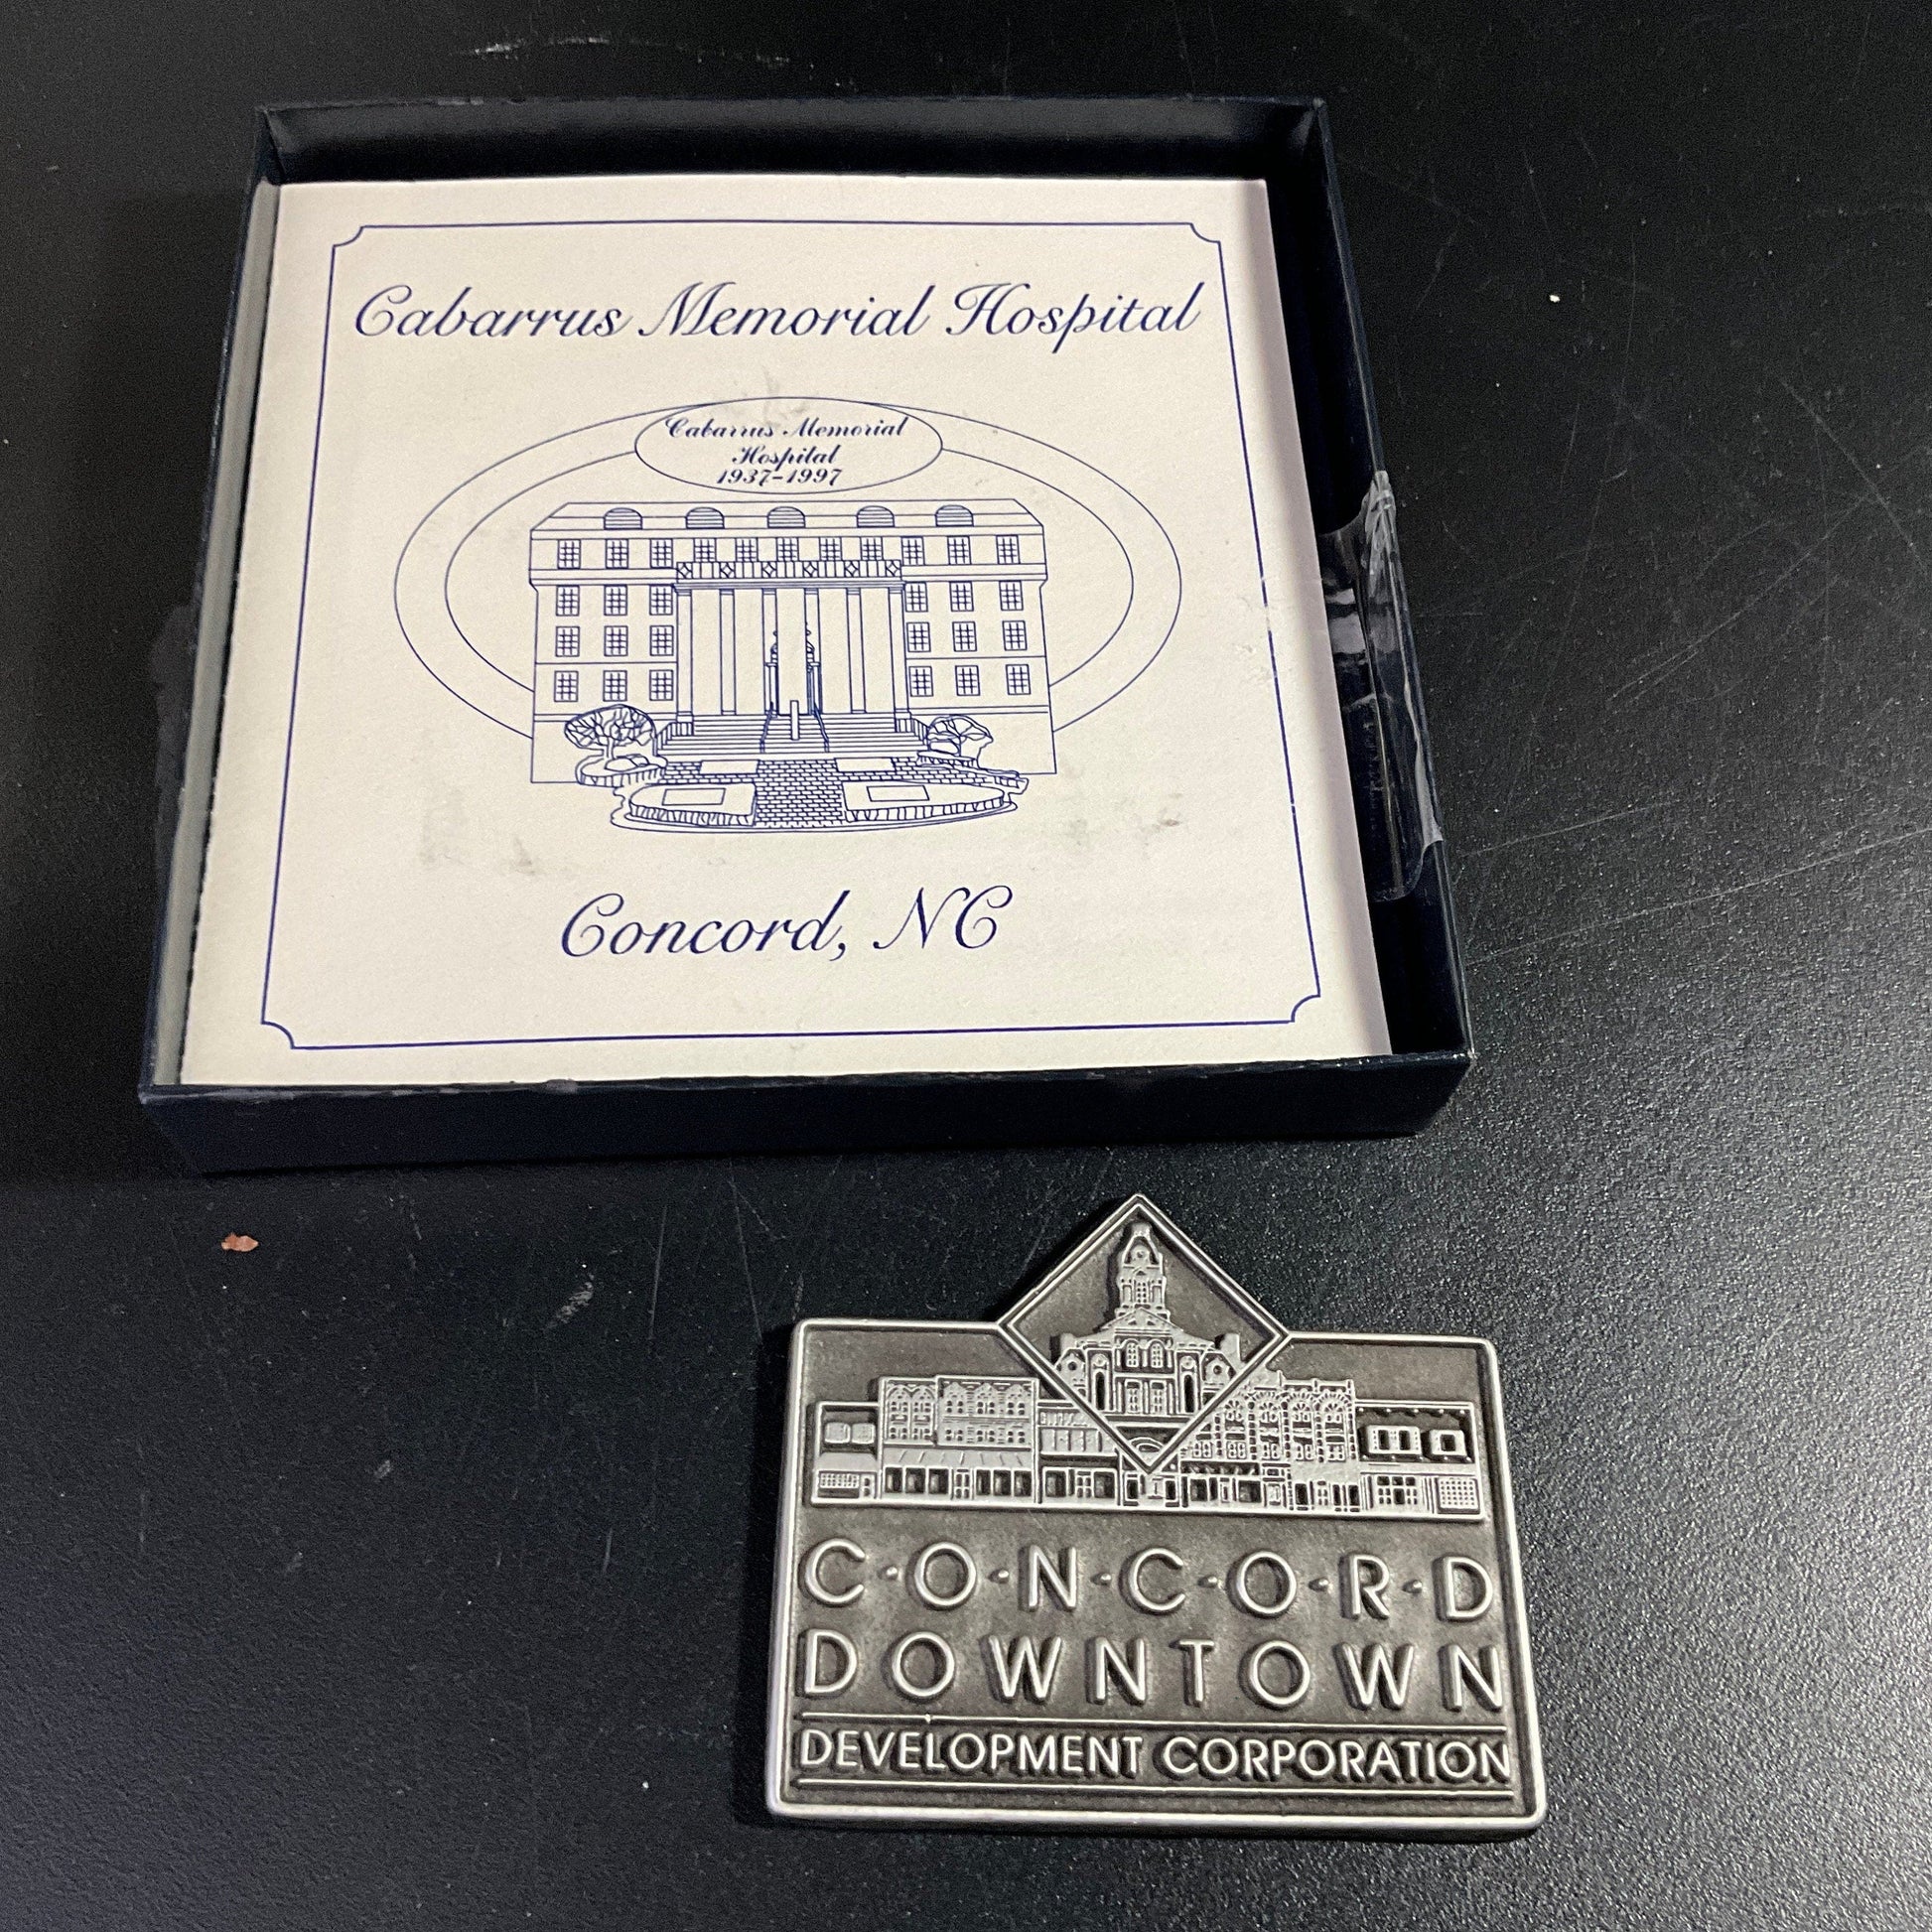 Cabarrus Memorial Hospital
Cabarrus Memorial
Hospital
1937-1997
Concord, NC
C·O·N·C·O·R·D
DOWNTOWN
DEVELOPMENT CORPORATION